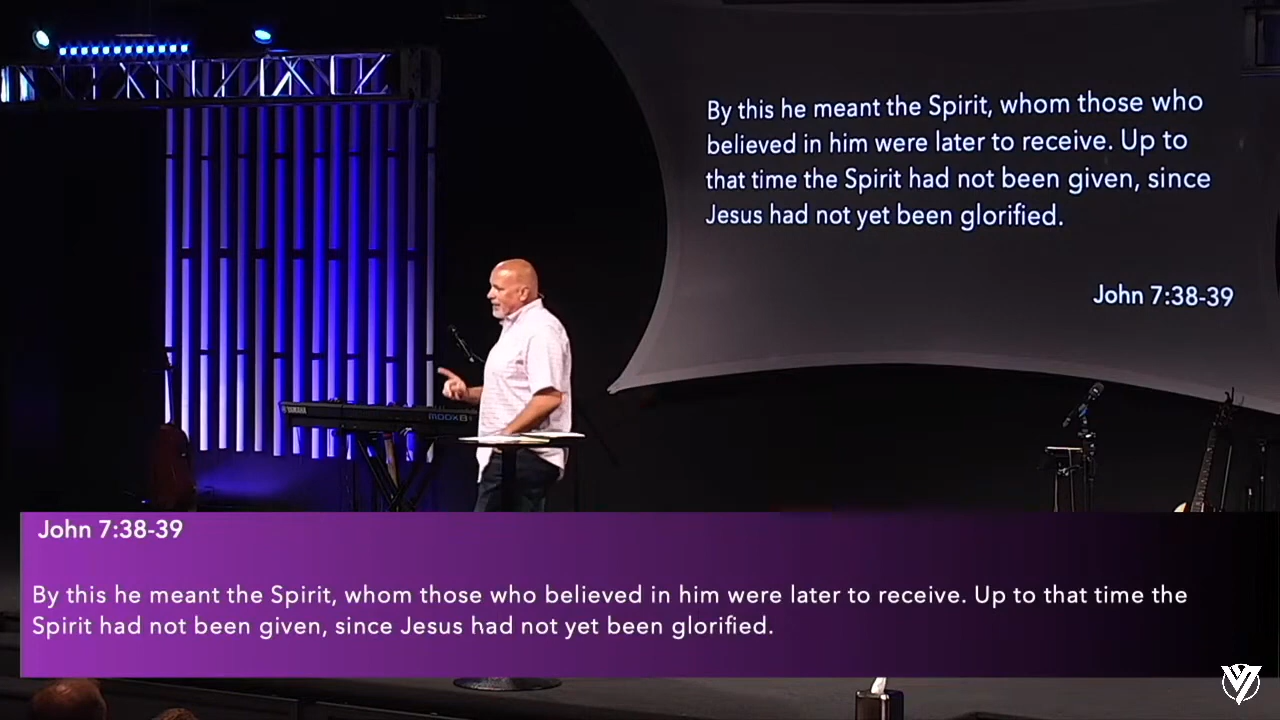 By this he meant the Spirit, whom those who
believed in him were later to receive. Up to
that time the Spirit had not been given, since
Jesus had not yet been glorified.
John 7:38-39
YAMAHA
MODX8
John 7:38-39
By this he meant the Spirit, whom those who believed in him were later to receive. Up to that time the
Spirit had not been given, since Jesus had not yet been glorified.